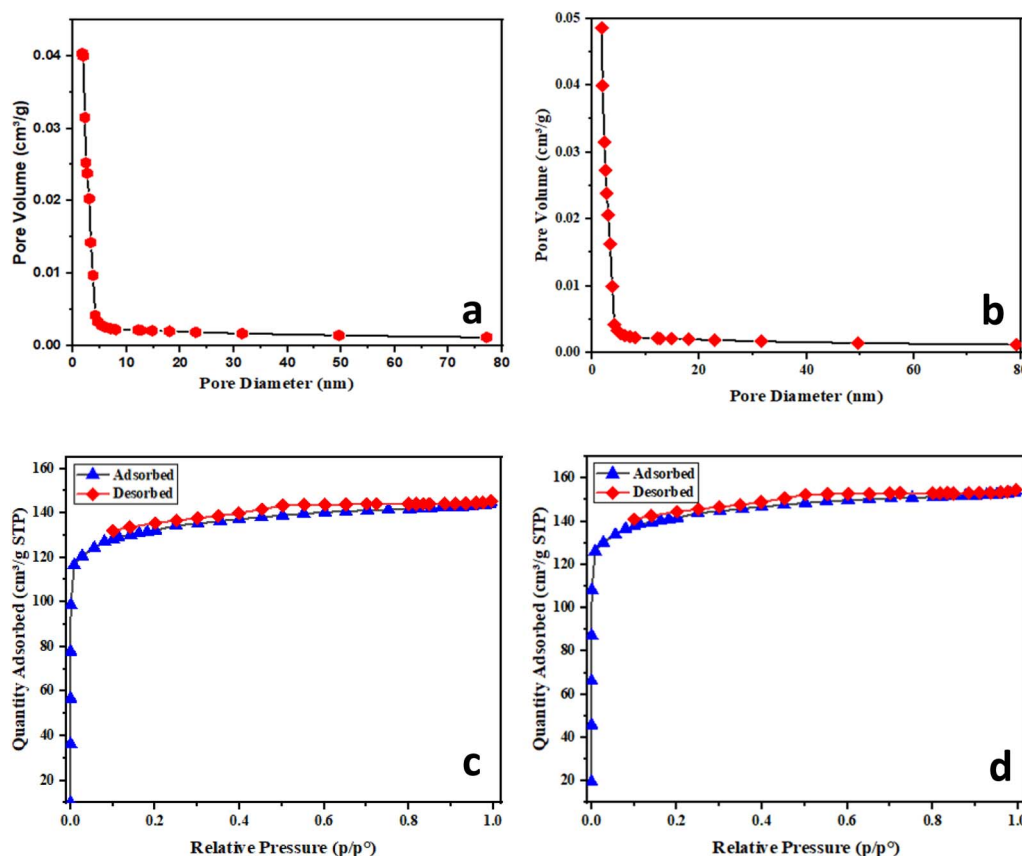 0.04
0.03
0.02
0.01
0.00
Pore Volume (cm³/g)
a
0 10 20 30 40 50 60 70 80
Pore Diameter (nm)
0.05
0.04
0.03
0.02
0.01
0.00
Pore Volume (cm³/g)
b
0 20 40 60 80
Pore Diameter (nm)
160
140
120
100
80
60
40
20
Quantity Adsorbed (cm³/g STP)
Adsorbed
Desorbed
c
0.0 0.2 0.4 0.6 0.8 1.0
Relative Pressure (p/p°)
160
140
120
100
80
60
40
20
Quantity Adsorbed (cm³/g STP)
Adsorbed
Desorbed
d
0.0 0.2 0.4 0.6 0.8 1.0
Relative Pressure (p/p°)